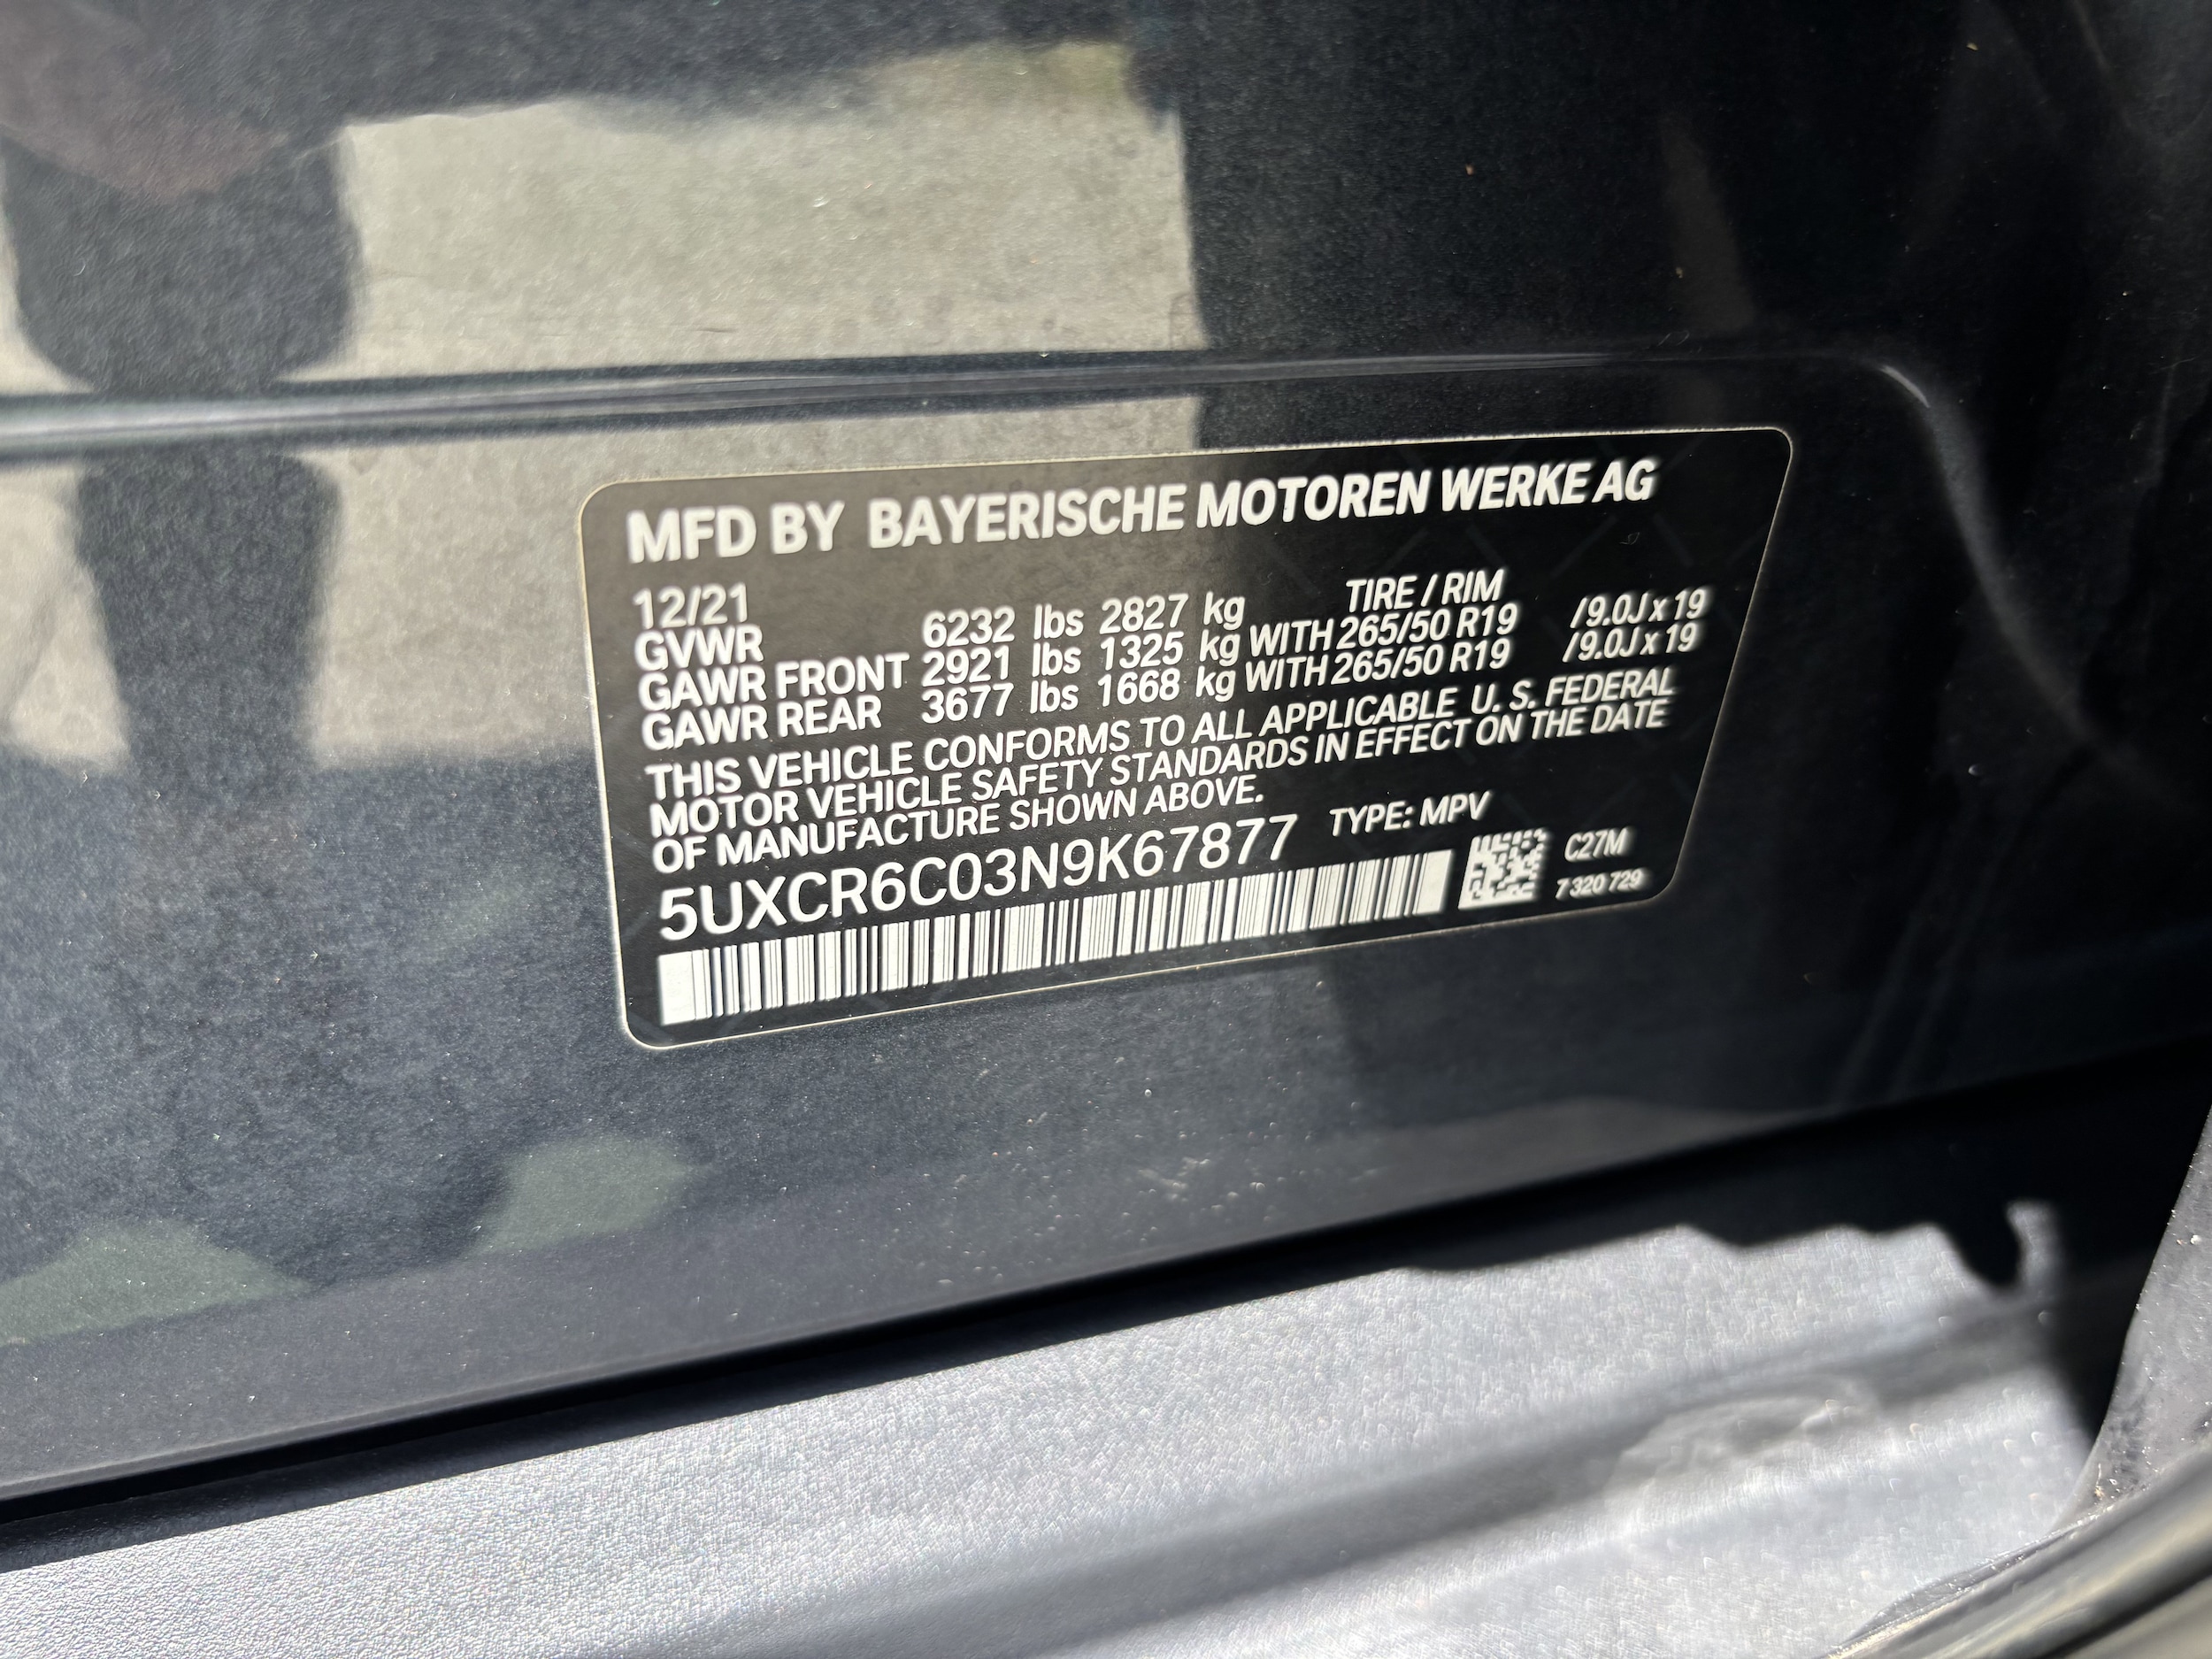 MFD BY BAYERISCHE MOTOREN WERKE AG
12/21 TIRE / RIM
GVWR 6232 lbs 2827 kg
GAWR FRONT 2921 lbs 1325 kg WITH 265/50 R19 / 9.0J x 19
GAWR REAR 3677 lbs 1668 kg WITH 265/50 R19 / 9.0J x 19
THIS VEHICLE CONFORMS TO ALL APPLICABLE U. S. FEDERAL
MOTOR VEHICLE SAFETY STANDARDS IN EFFECT ON THE DATE
OF MANUFACTURE SHOWN ABOVE.
5UXCR6C03N9K67877 TYPE: MPV
C27M
7 320 729